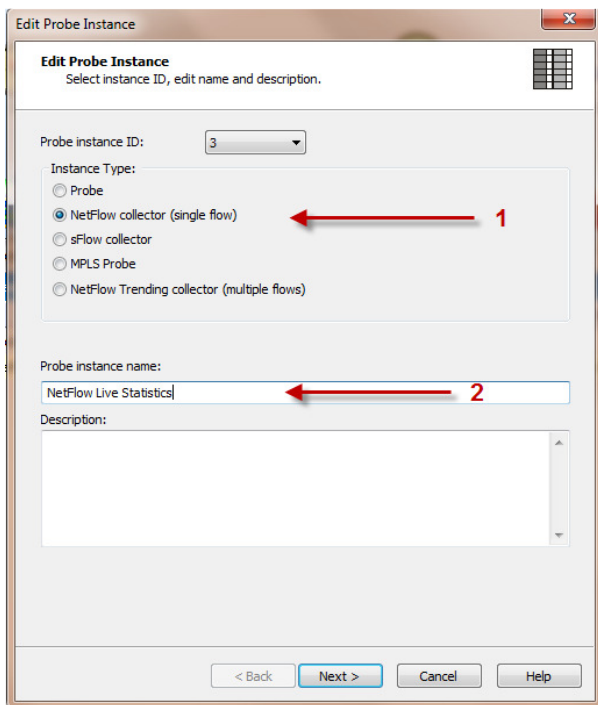 Edit Probe Instance
Edit Probe Instance
Select instance ID, edit name and description.
Probe instance ID:
3
Instance Type:
Probe
NetFlow collector (single flow)
1
sFlow collector
MPLS Probe
NetFlow Trending collector (multiple flows)
Probe instance name:
NetFlow Live Statistics
2
Description:
< Back
Next >
Cancel
Help